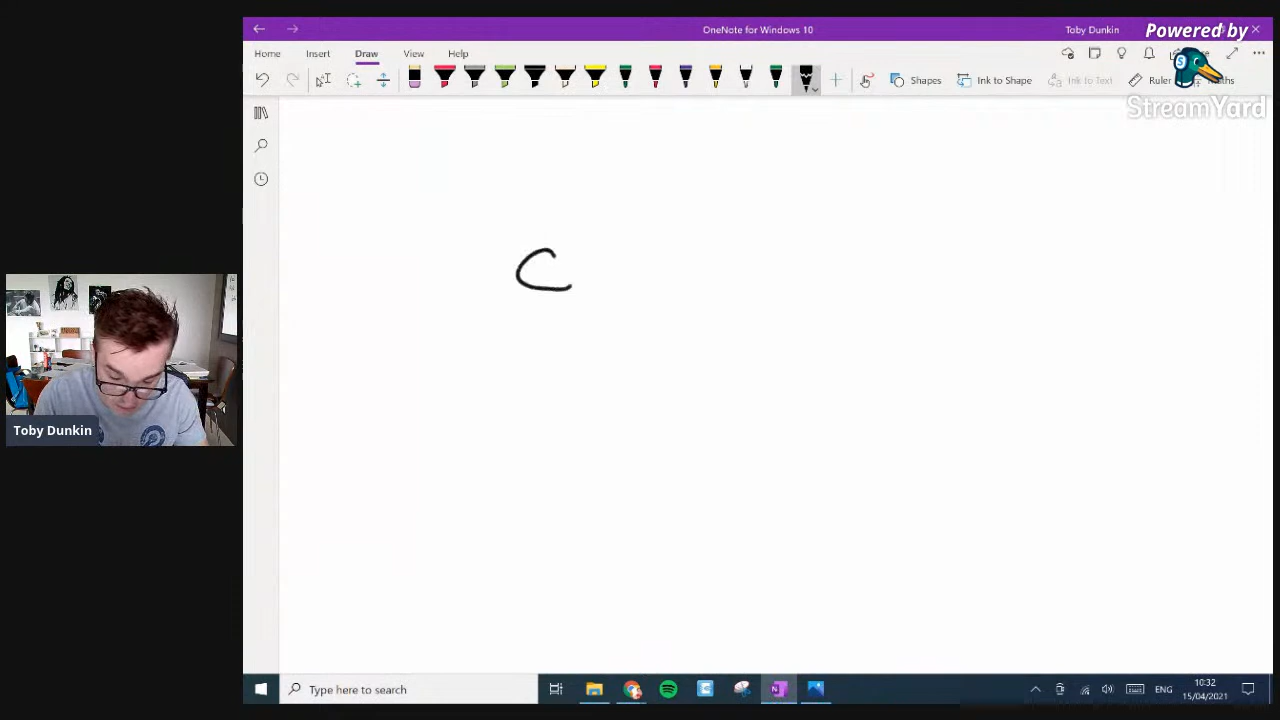 OneNote for Windows 10
Toby Dunkin
Powered by
StreamYard
Home Insert Draw View Help
Shapes Ink to Shape Ink to Text Ruler
C
Toby Dunkin
Type here to search
ENG
10:32
15/04/2021